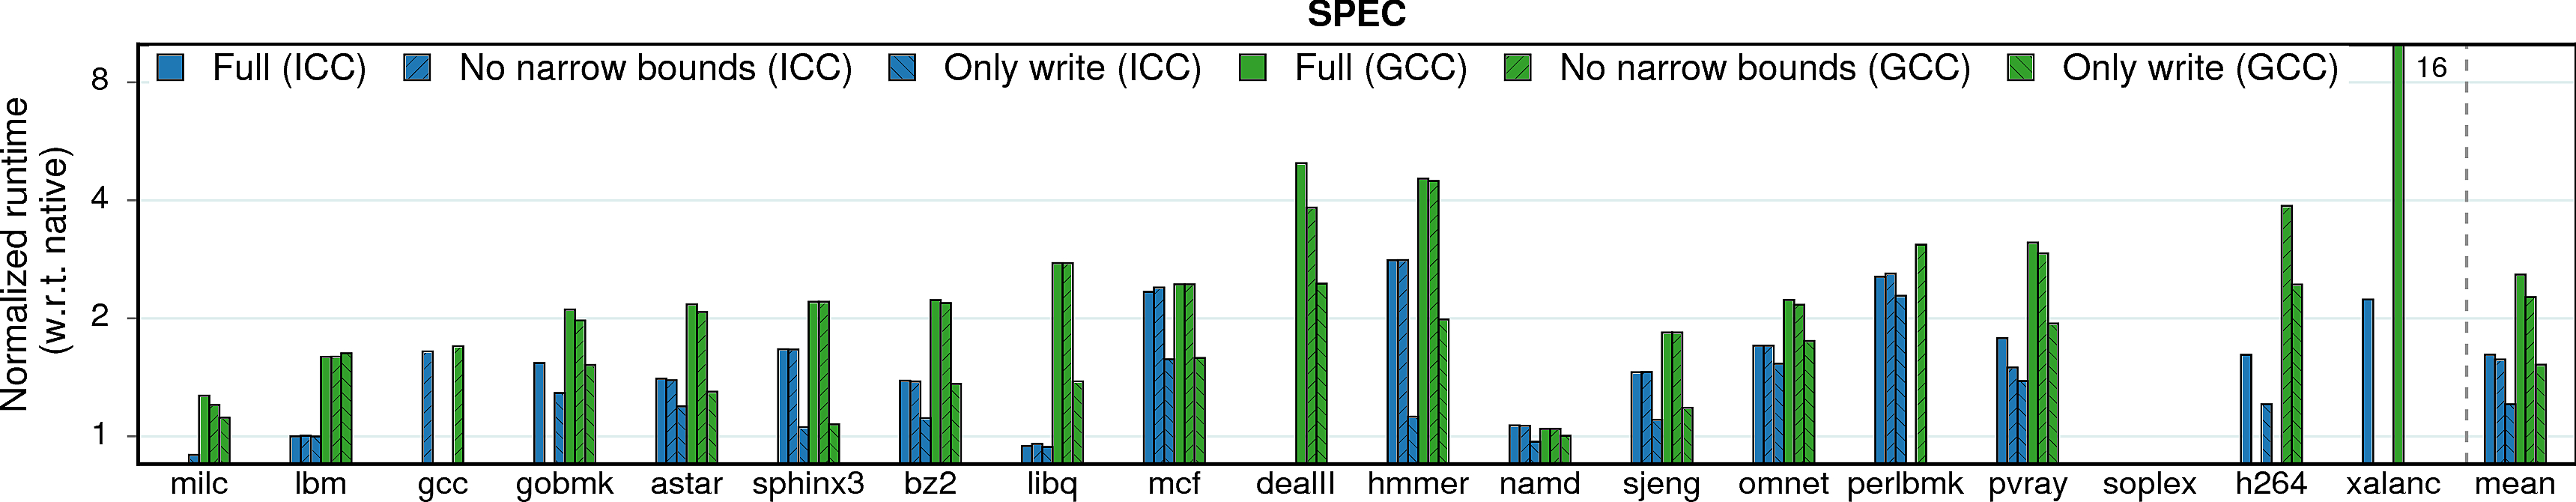 SPEC
Full (ICC) No narrow bounds (ICC) Only write (ICC) Full (GCC) No narrow bounds (GCC) Only write (GCC)
16
Normalized runtime
(w.r.t. native)
8
4
2
1
milc lbm gcc gobmk astar sphinx3 bz2 libq mcf dealII hmmer namd sjeng omnet perlbmk pvray soplex h264 xalanc mean